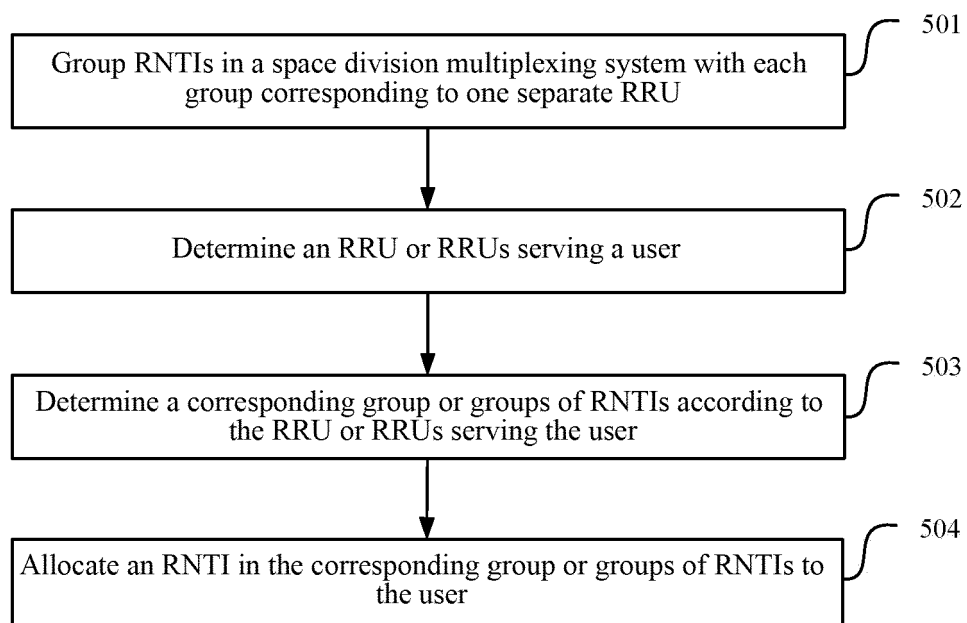 501
Group RNTIs in a space division multiplexing system with each
group corresponding to one separate RRU
502
Determine an RRU or RRUs serving a user
503
Determine a corresponding group or groups of RNTIs according to
the RRU or RRUs serving the user
504
Allocate an RNTI in the corresponding group or groups of RNTIs to
the user